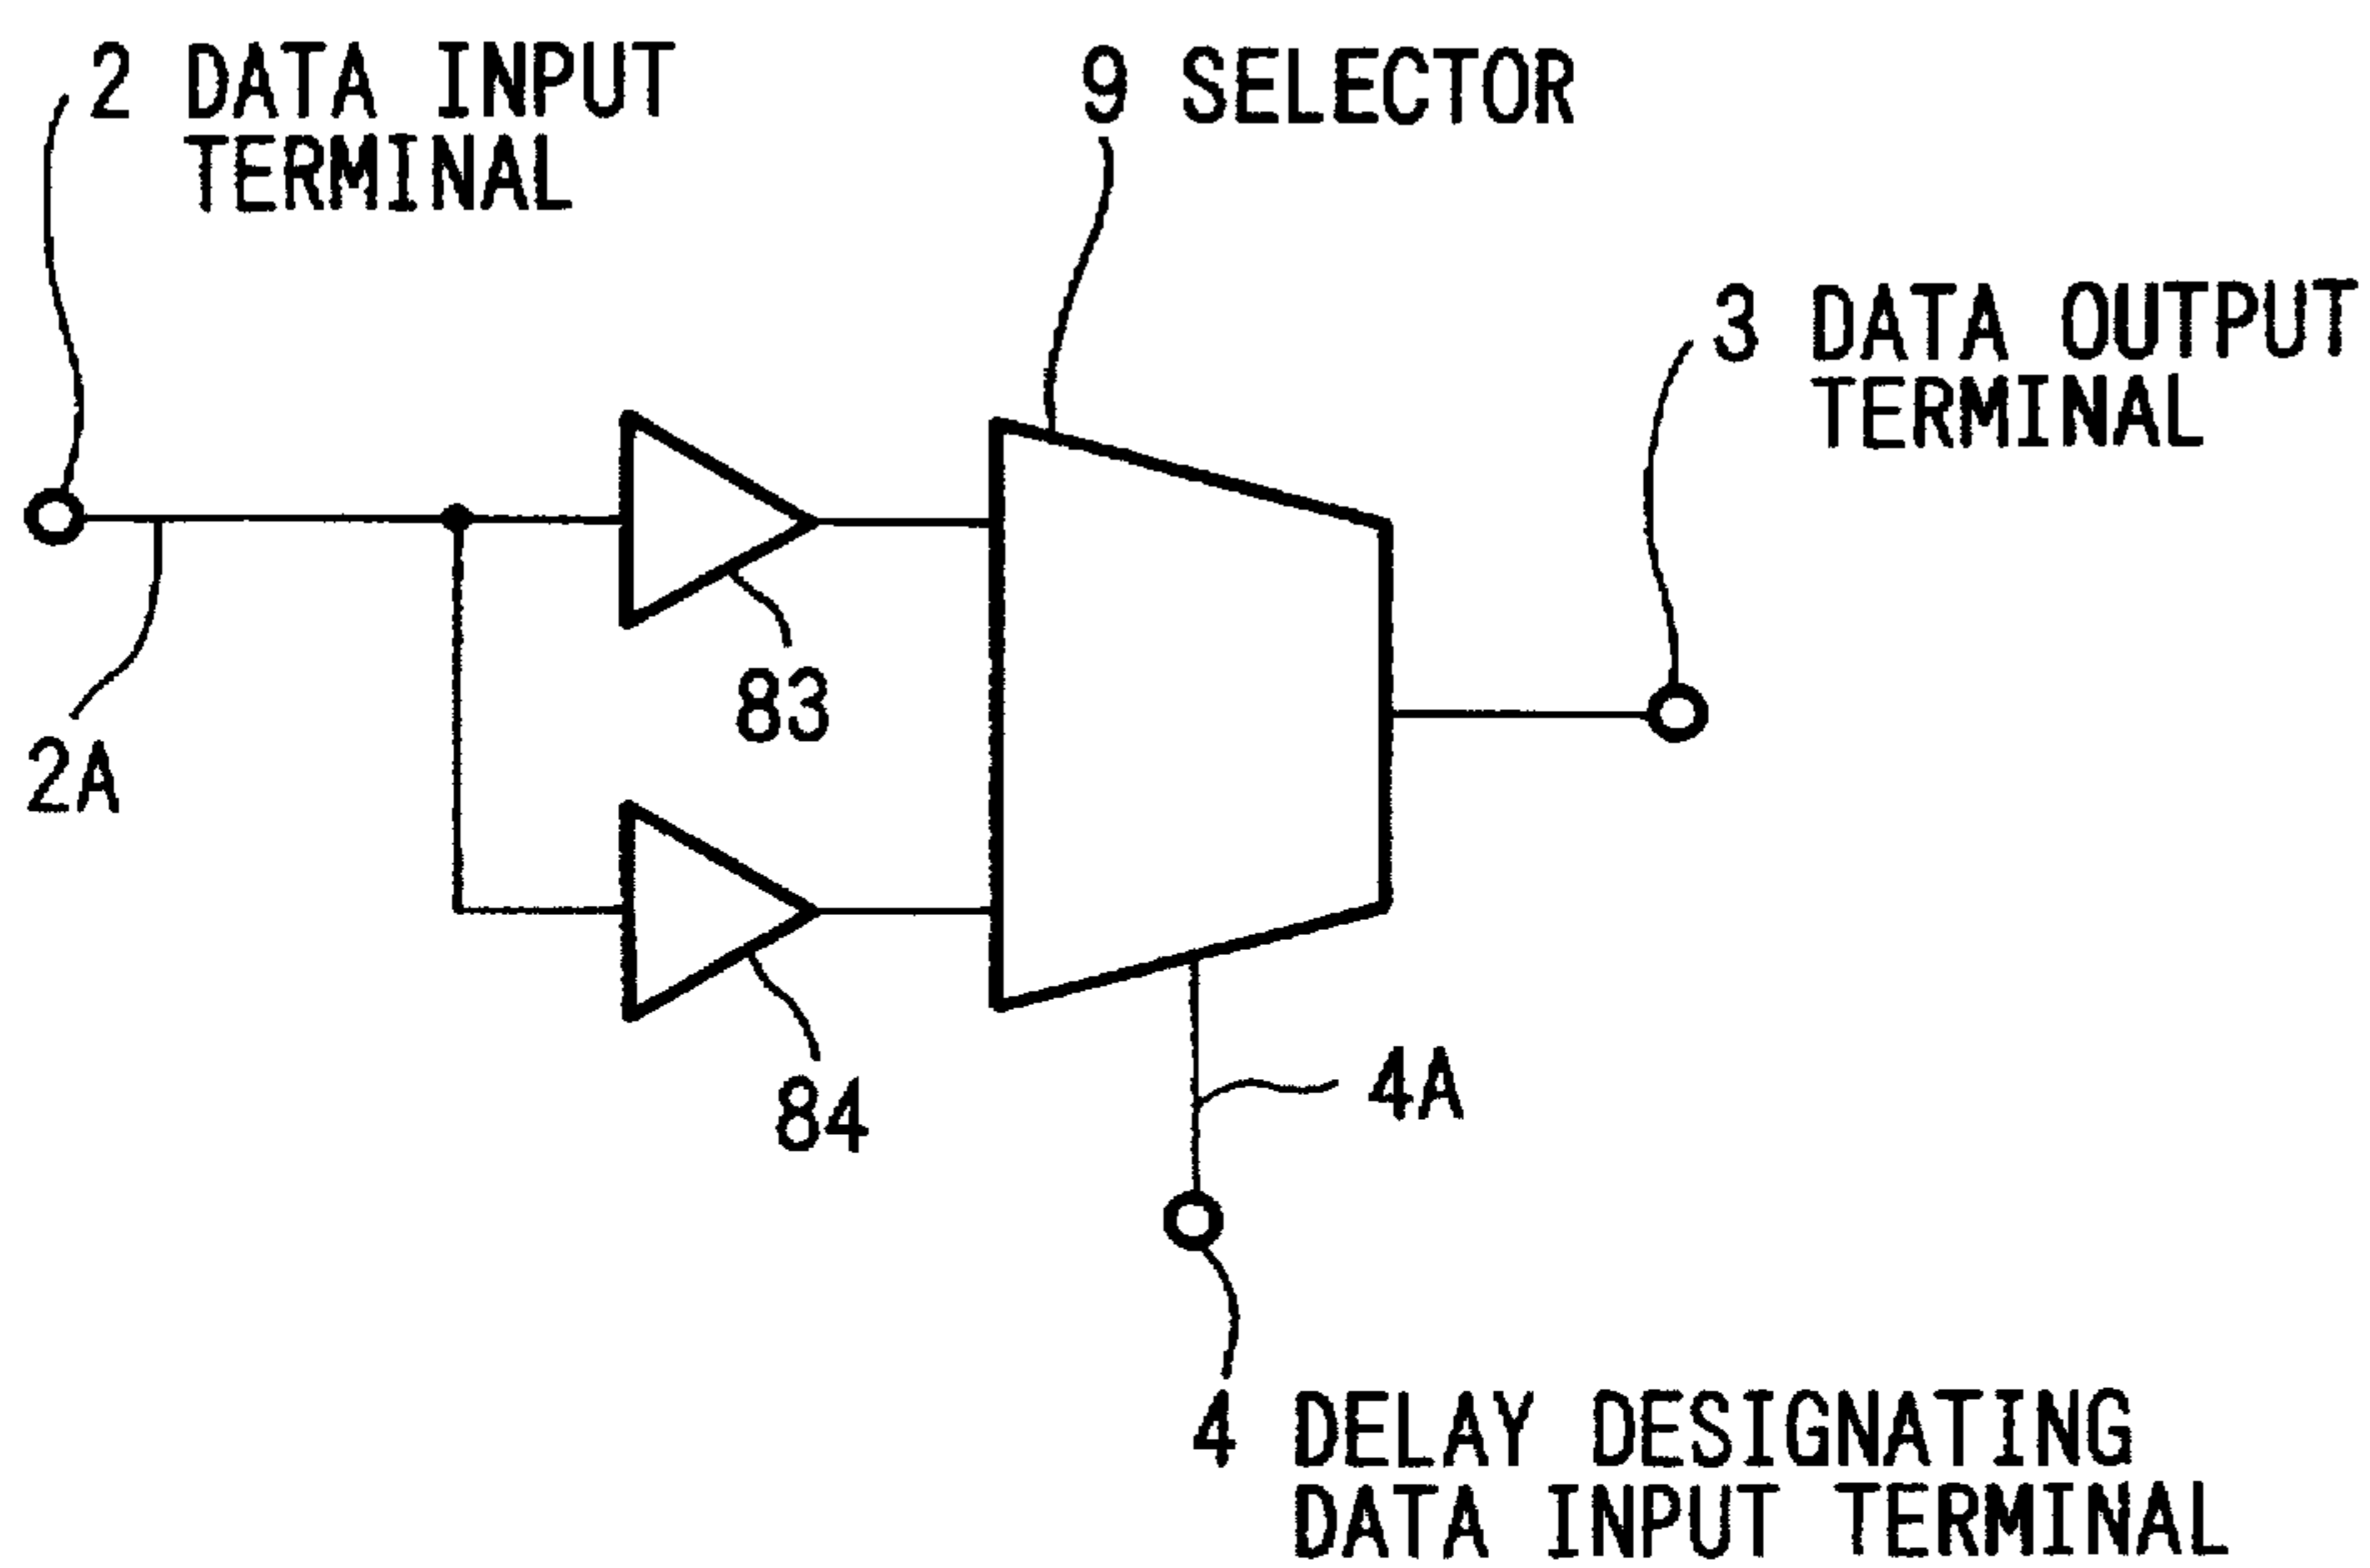 2 DATA INPUT
TERMINAL
9 SELECTOR
3 DATA OUTPUT
TERMINAL
83
2A
84
4A
4 DELAY DESIGNATING
DATA INPUT TERMINAL